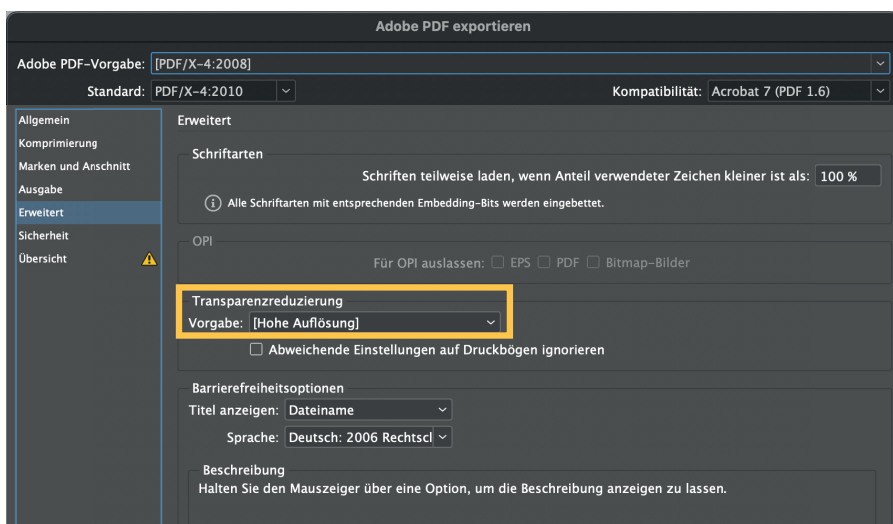 Adobe PDF exportieren
Adobe PDF-Vorgabe: [PDF/X-4:2008]
Standard: PDF/X-4:2010 Kompatibilität: Acrobat 7 (PDF 1.6)
Allgemein
Komprimierung
Marken und Anschnitt
Ausgabe
Erweitert
Sicherheit
Übersicht
Erweitert
Schriftarten
Schriften teilweise laden, wenn Anteil verwendeter Zeichen kleiner ist als: 100 %
Alle Schriftarten mit entsprechenden Embedding-Bits werden eingebettet.
OPI
Für OPI auslassen: EPS PDF Bitmap-Bilder
Transparenzreduzierung
Vorgabe: [Hohe Auflösung]
Abweichende Einstellungen auf Druckbögen ignorieren
Barrierefreiheitsoptionen
Titel anzeigen: Dateiname
Sprache: Deutsch: 2006 Rechtscl
Beschreibung
Halten Sie den Mauszeiger über eine Option, um die Beschreibung anzeigen zu lassen.